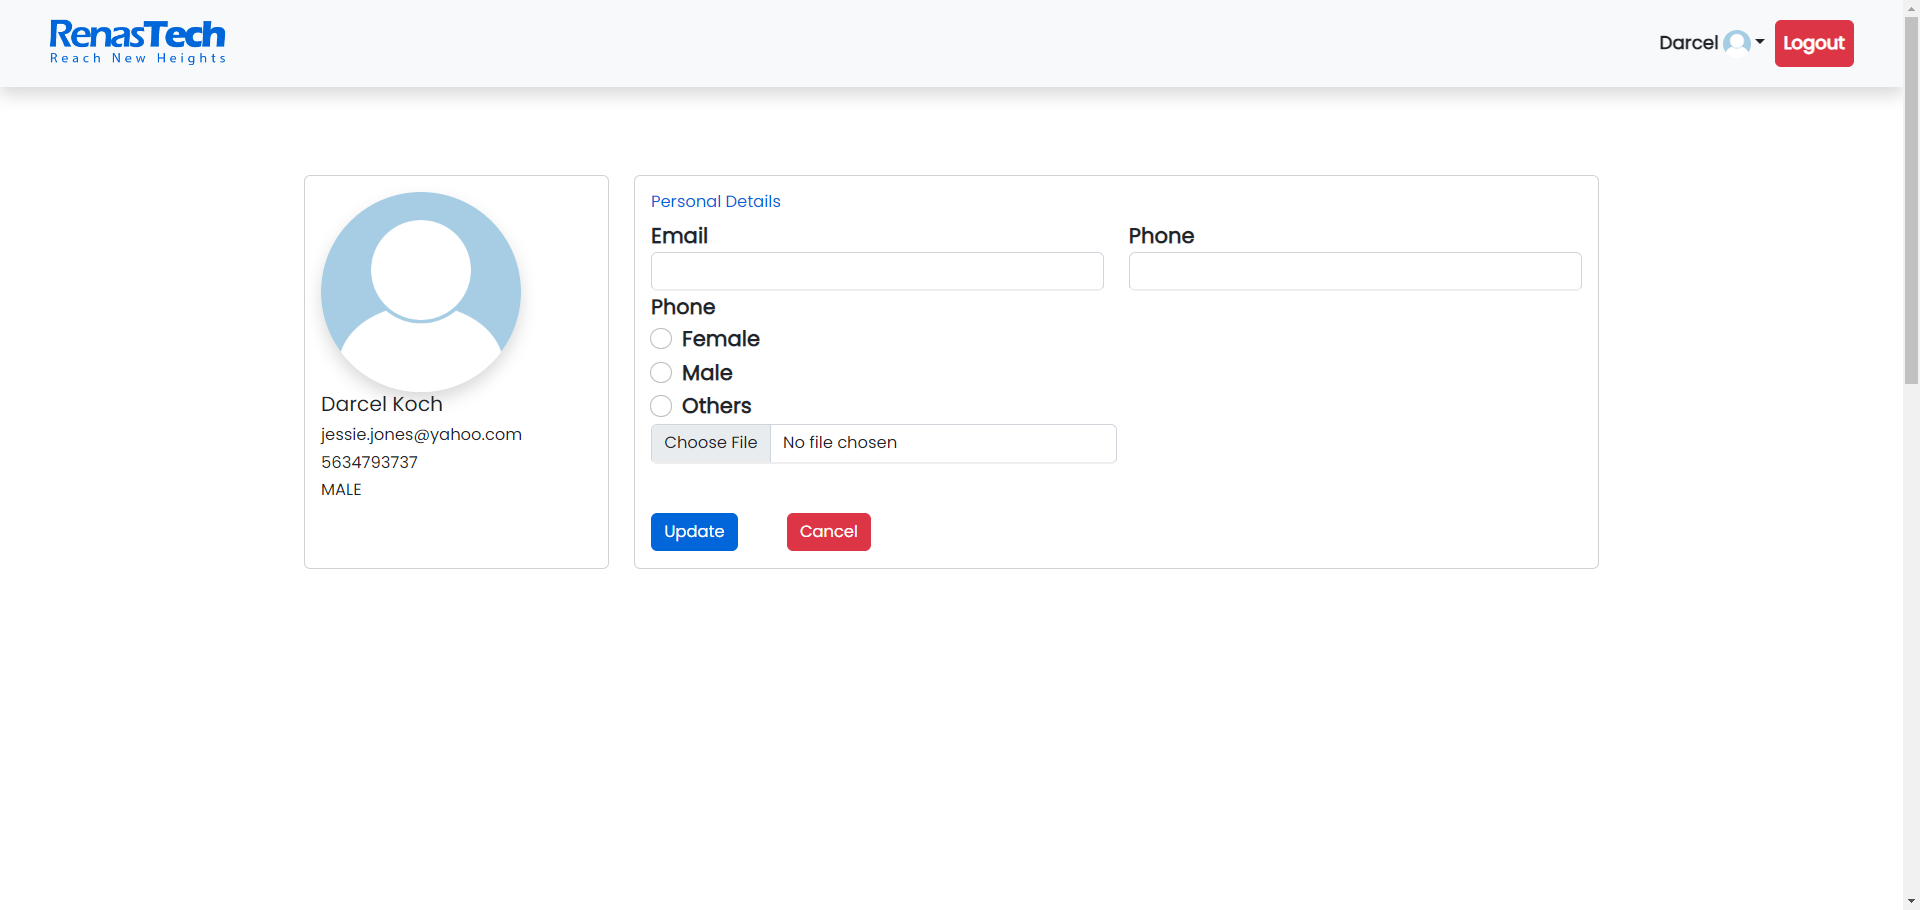 RenasTech
Reach New Heights
Darcel
Logout
Darcel Koch
jessie.jones@yahoo.com
5634793737
MALE
Personal Details
Email
Phone
Phone
Female
Male
Others
Choose File No file chosen
Update
Cancel